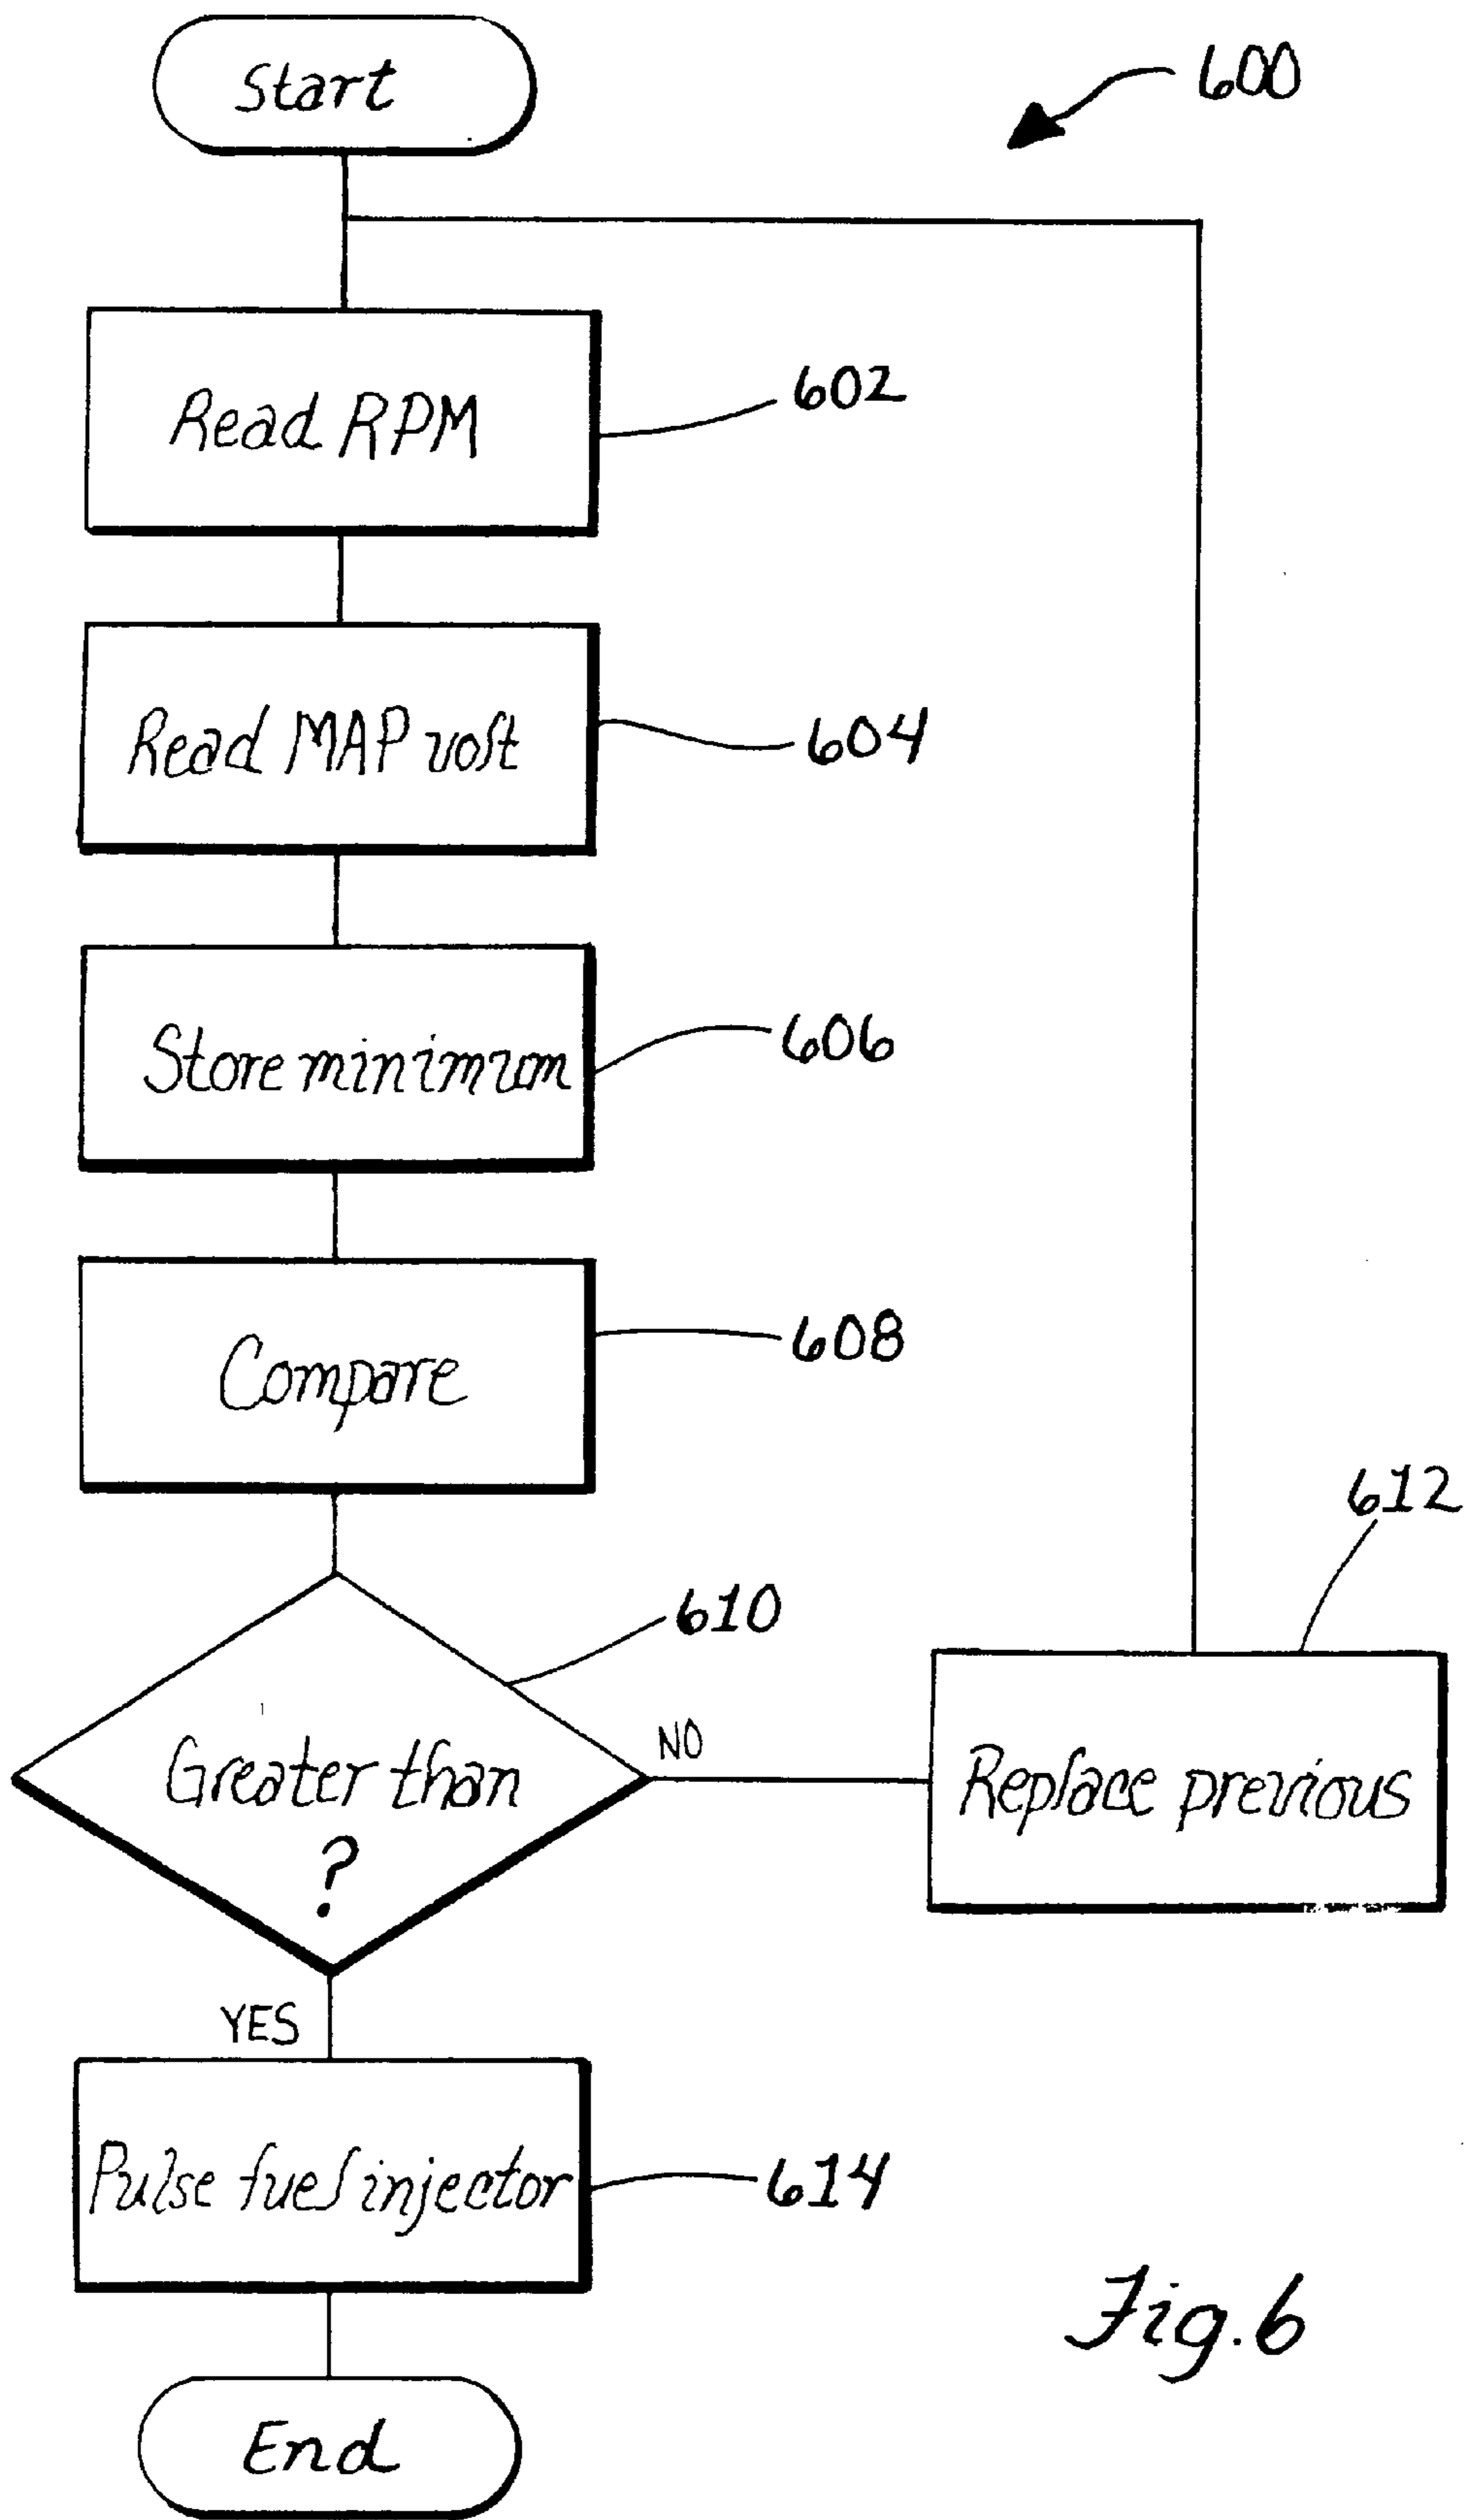 Start
600
Read RPM
602
Read MAP volt
604
Store minimum
606
Compare
608
612
610
Greater than
?
NO
Replace previous
YES
Pulse fuel injector
614
Fig. 6
End